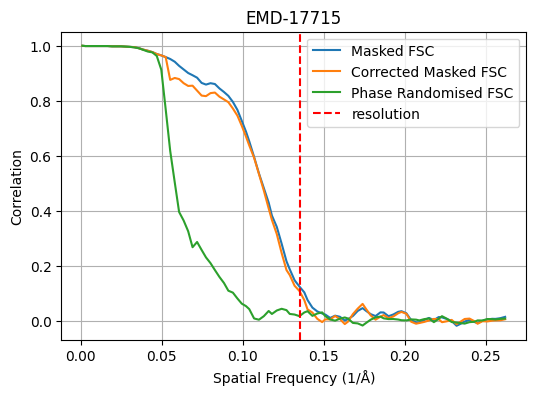 EMD-17715
Masked FSC
Corrected Masked FSC
Phase Randomised FSC
resolution
Correlation
1.0
0.8
0.6
0.4
0.2
0.0
0.00 0.05 0.10 0.15 0.20 0.25
Spatial Frequency (1/Å)